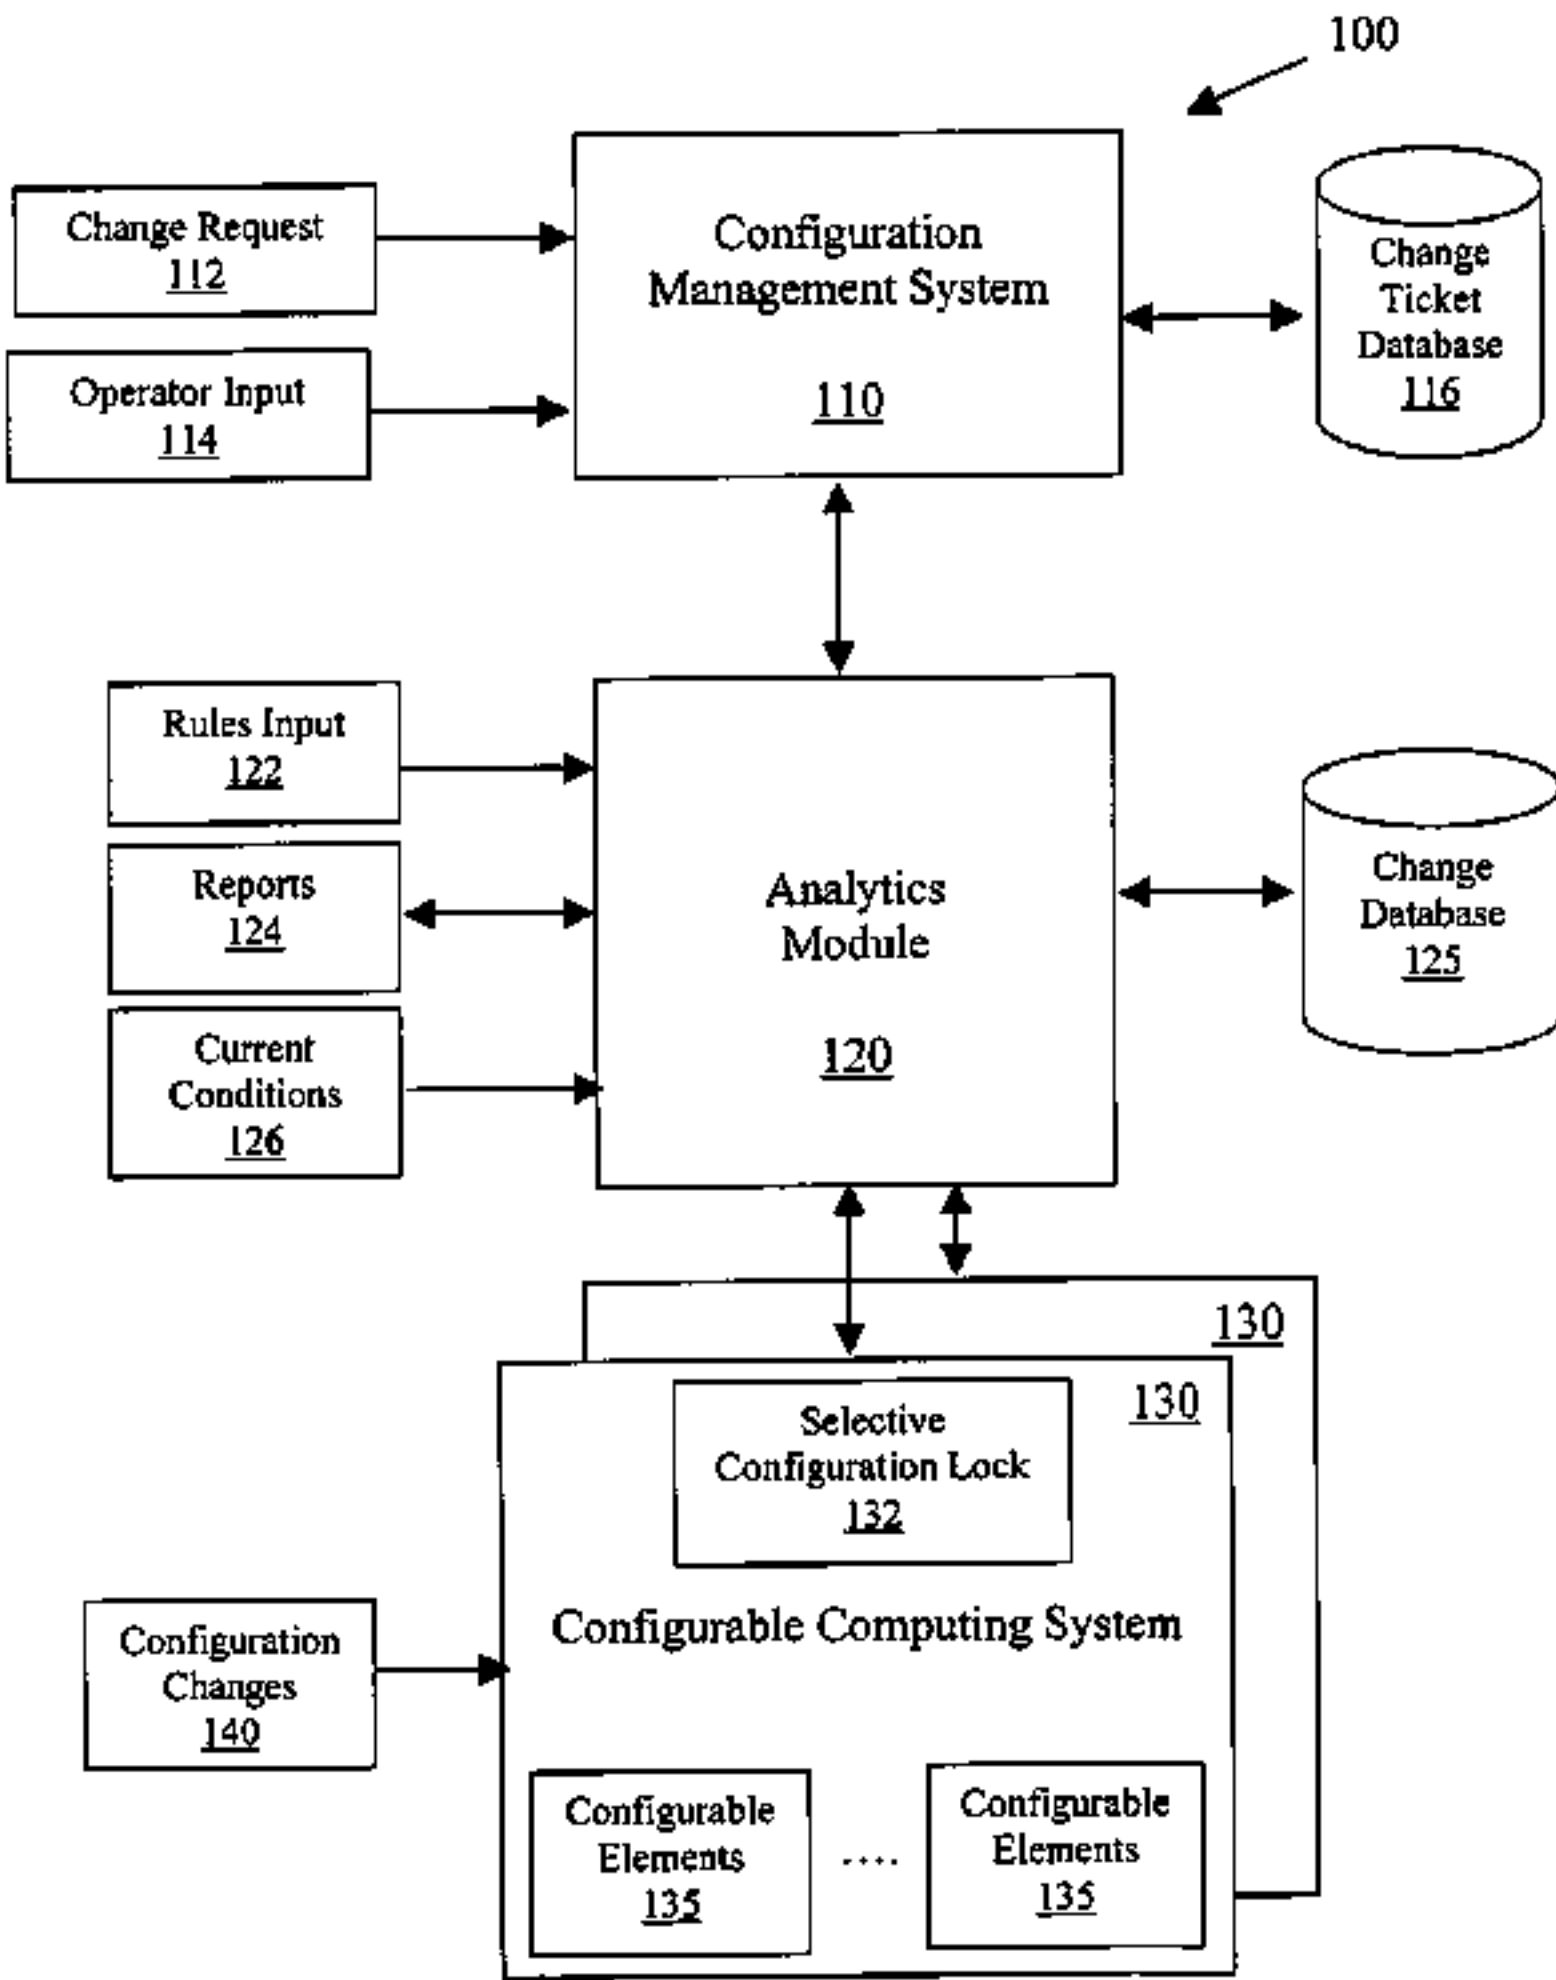 100
Change Request
112
Operator Input
114
Configuration
Management System
110
Change
Ticket
Database
116
Rules Input
122
Reports
124
Current
Conditions
126
Analytics
Module
120
Change
Database
125
130
130
Selective
Configuration Lock
132
Configurable Computing System
Configuration
Changes
140
Configurable
Elements
135
....
Configurable
Elements
135